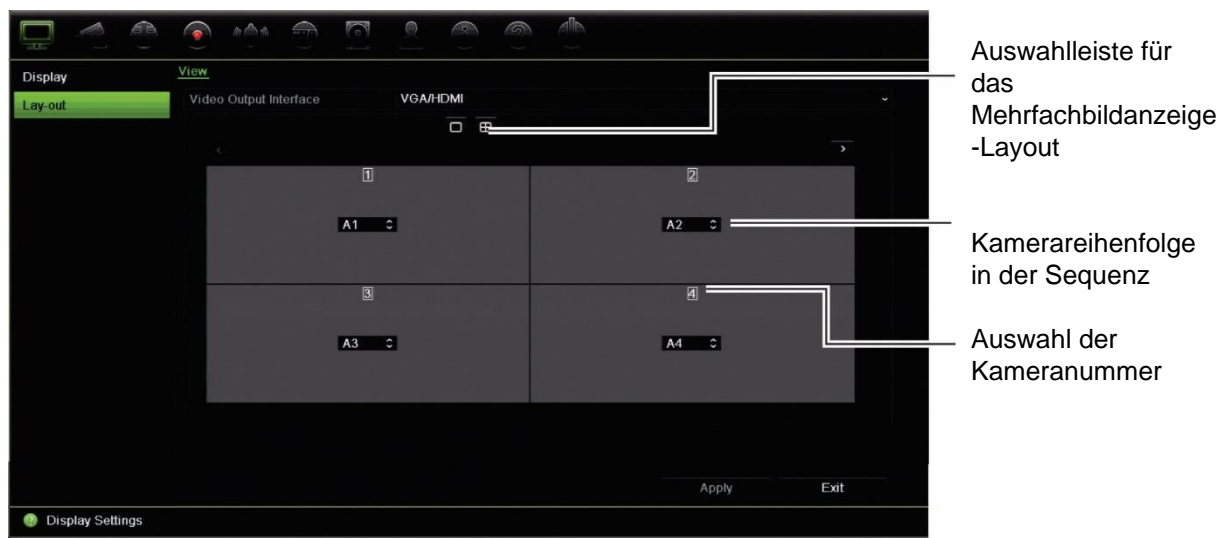 Display
Lay-out
View
Video Output Interface VGA/HDMI
1
2
A1
A2
3
4
A3
A4
Apply Exit
Display Settings
Auswahlleiste für
das
Mehrfachbildanzeige
-Layout
Kamerareihenfolge
in der Sequenz
Auswahl der
Kameranummer